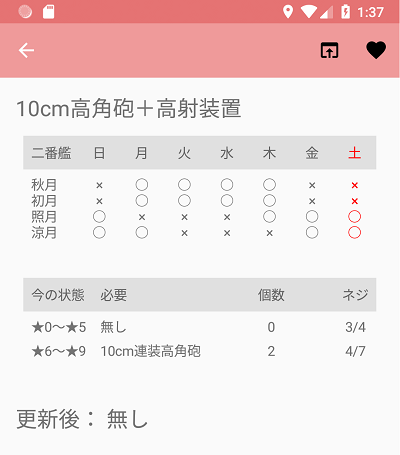 1:37
10cm高角砲＋高射装置
二番艦 日 月 火 水 木 金 土
秋月 × ○ ○ ○ ○ × ×
初月 × ○ ○ ○ ○ × ×
照月 ○ × × × ○ ○ ○
涼月 ○ ○ × × × ○ ○
今の状態 必要 個数 ネジ
★0〜★5 無し 0 3/4
★6〜★9 10cm連装高角砲 2 4/7
更新後： 無し